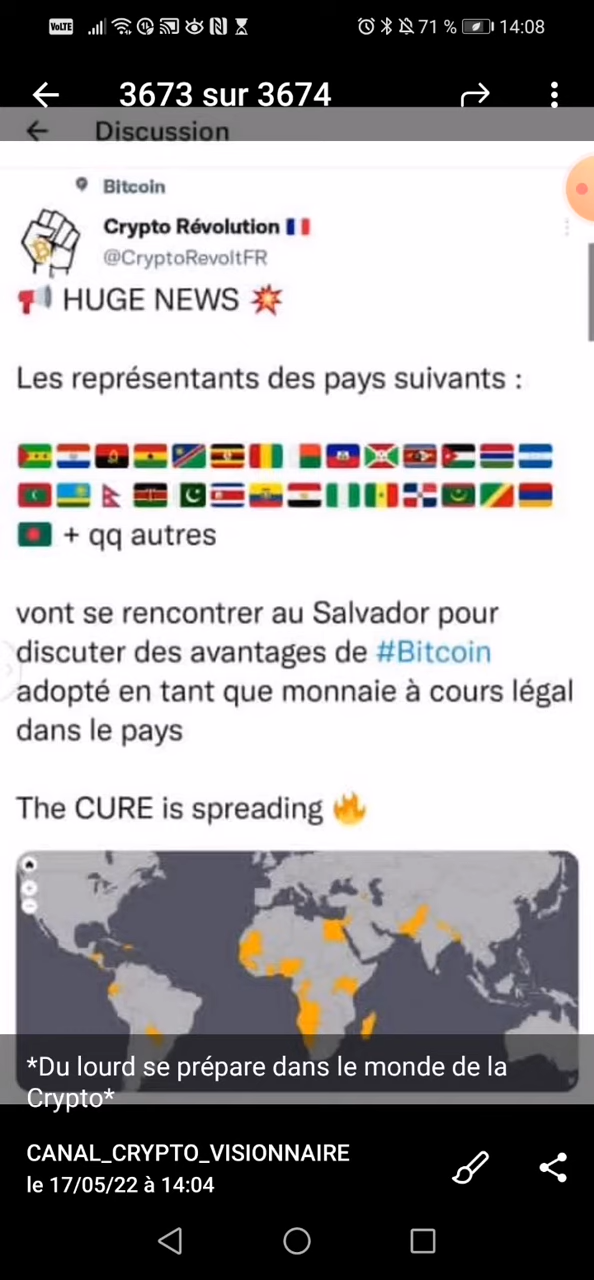 VoLTE 71 % 14:08
3673 sur 3674
Discussion
Bitcoin
Crypto Révolution 🇫🇷
@CryptoRevoltFR
📢 HUGE NEWS 💥
Les représentants des pays suivants :
🇸🇹🇵🇾🇦🇴🇬🇭🇳🇦🇺🇬🇬🇳🇲🇬🇭🇹🇧🇮🇸🇿🇯🇴🇬🇲🇭🇳
🇲🇻🇷🇼🇳🇵🇰🇪🇵🇰🇨🇷🇪🇨🇪🇬🇳🇬🇸🇳🇩🇴🇲🇷🇨🇬🇦🇲
🇧🇩 + qq autres
vont se rencontrer au Salvador pour
discuter des avantages de #Bitcoin
adopté en tant que monnaie à cours légal
dans le pays
The CURE is spreading 🔥
*Du lourd se prépare dans le monde de la
Crypto*
CANAL_CRYPTO_VISIONNAIRE
le 17/05/22 à 14:04